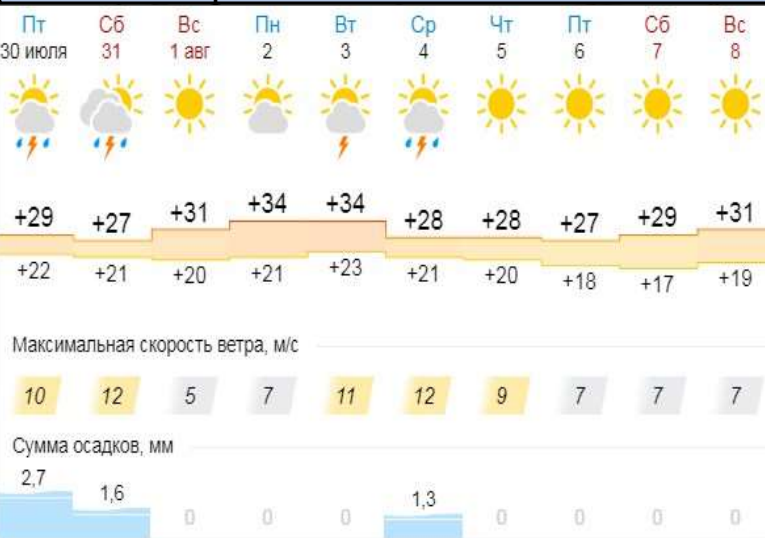 Пт Сб Вс Пн Вт Ср Чт Пт Сб Вс
30 июля 31 1 авг 2 3 4 5 6 7 8
+29 +27 +31 +34 +34 +28 +28 +27 +29 +31
+22 +21 +20 +21 +23 +21 +20 +18 +17 +19
Максимальная скорость ветра, м/с
10 12 5 7 11 12 9 7 7 7
Сумма осадков, мм
2,7 1,6 0 0 0 1,3 0 0 0 0